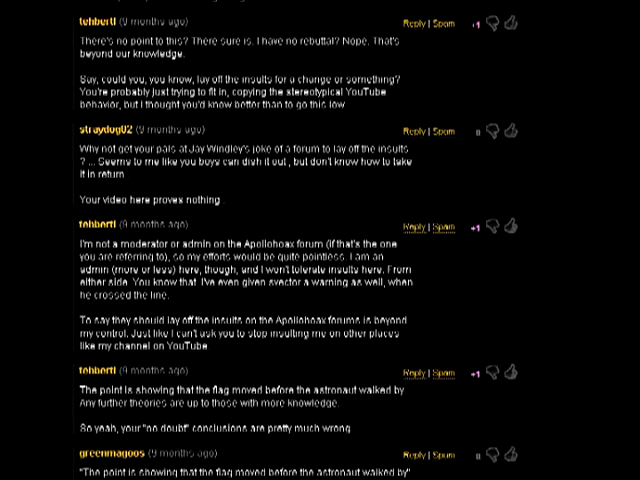 tehbertl (9 months ago) Reply | Spam +1
There's no point to this? There sure is. I have no rebuttal? Nope. That's
beyond our knowledge.
Say, could you, you know, lay off the insults for a change or something?
You're probably just trying to fit in, copying the stereotypical YouTube
behavior, but I thought you'd know better than to go this low
straydog02 (9 months ago) Reply | Spam 0
Why not get your pals at Jay Windley's joke of a forum to lay off the insults
? ... Seems to me like you boys can dish it out , but don't know how to take
it in return
Your video here proves nothing .
tehbertl (9 months ago) Reply | Spam +1
I'm not a moderator or admin on the Apollohoax forum (if that's the one
you are referring to), so my efforts would be quite pointless. I am an
admin (more or less) here, though, and I won't tolerate insults here. From
either side. You know that. I've even given svector a warning as well, when
he crossed the line.
To say they should lay off the insults on the Apollohoax forums is beyond
my control. Just like I can't ask you to stop insulting me on other places
like my channel on YouTube
tehbertl (9 months ago) Reply | Spam +1
The point is showing that the flag moved before the astronaut walked by
Any further theories are up to those with more knowledge.
So yeah, your "no doubt" conclusions are pretty much wrong
greenmagoos (9 months ago) Reply | Spam 0
"The point is showing that the flag moved before the astronaut walked by"